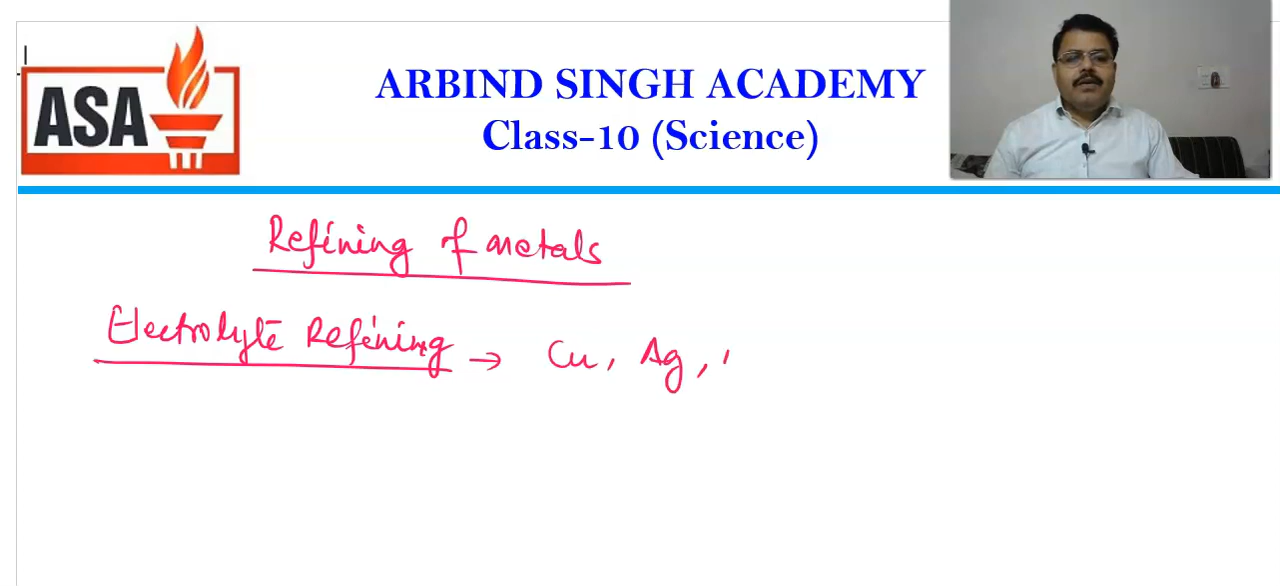 ASA
ARBIND SINGH ACADEMY
Class-10 (Science)
Refining of metals
Electrolyte Refining → Cu, Ag,